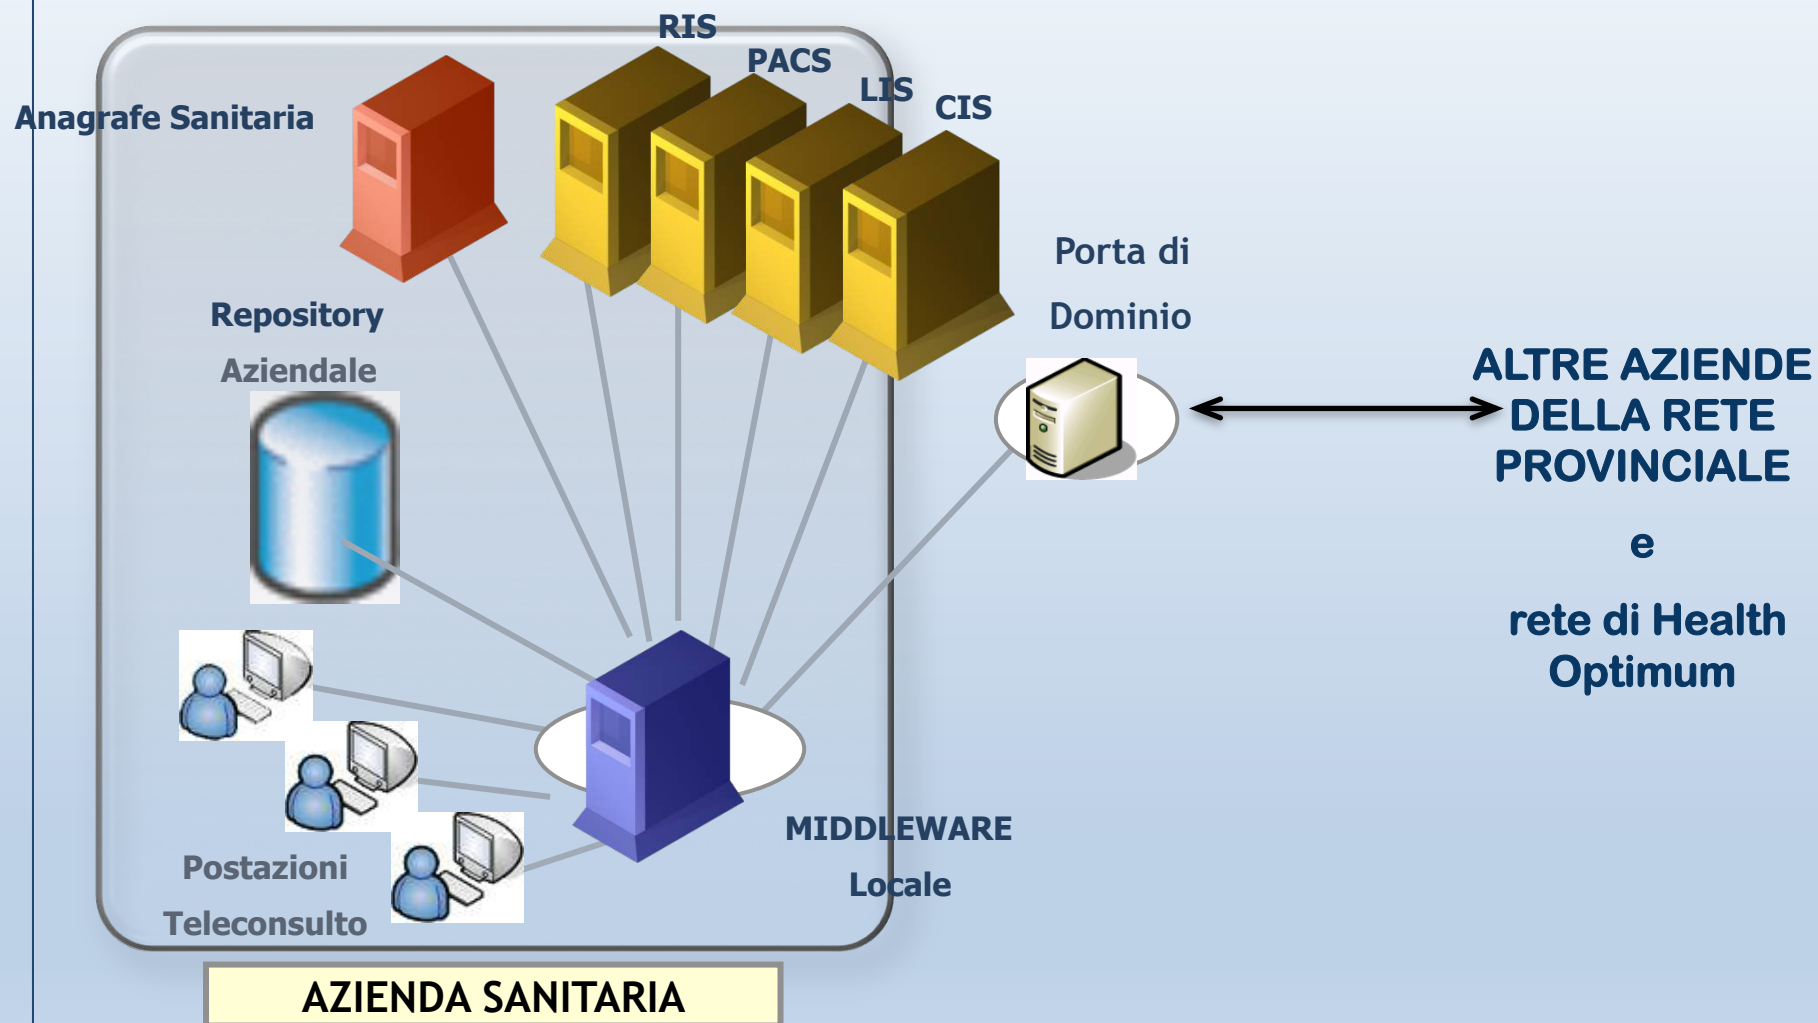 RIS
PACS
LIS
CIS
Anagrafe Sanitaria
Porta di
Dominio
Repository
Aziendale
ALTRE AZIENDE
DELLA RETE
PROVINCIALE
e
rete di Health
Optimum
MIDDLEWARE
Locale
Postazioni
Teleconsulto
AZIENDA SANITARIA